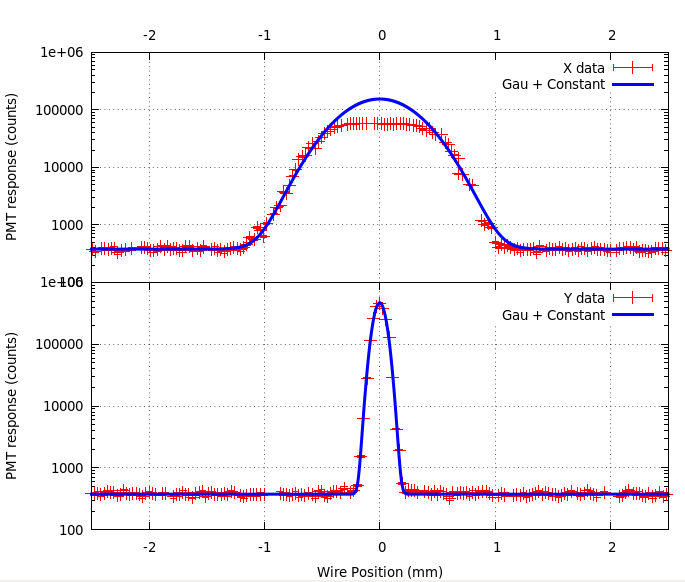 -2 -1 0 1 2
1e+06
X data
Gau + Constant
100000
PMT response (counts)
10000
1000
1e+06
Y data
Gau + Constant
100000
PMT response (counts)
10000
1000
100
-2 -1 0 1 2
Wire Position (mm)